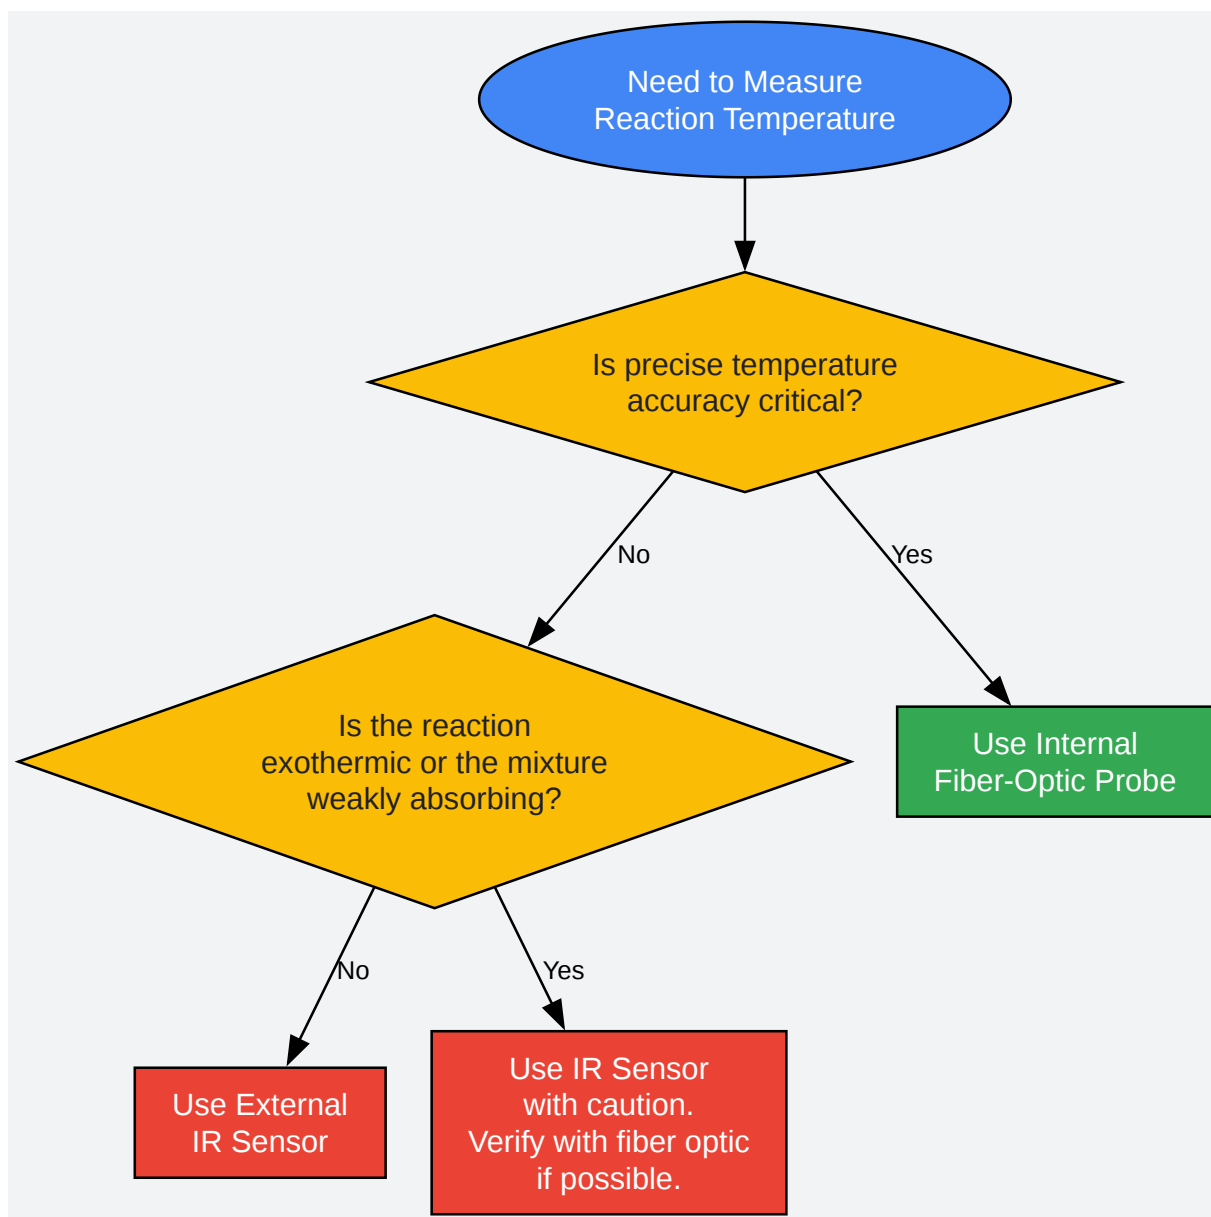 Need to Measure
Reaction Temperature
Is precise temperature
accuracy critical?
No
Yes
Is the reaction
exothermic or the mixture
weakly absorbing?
Use Internal
Fiber-Optic Probe
No
Yes
Use External
IR Sensor
Use IR Sensor
with caution.
Verify with fiber optic
if possible.